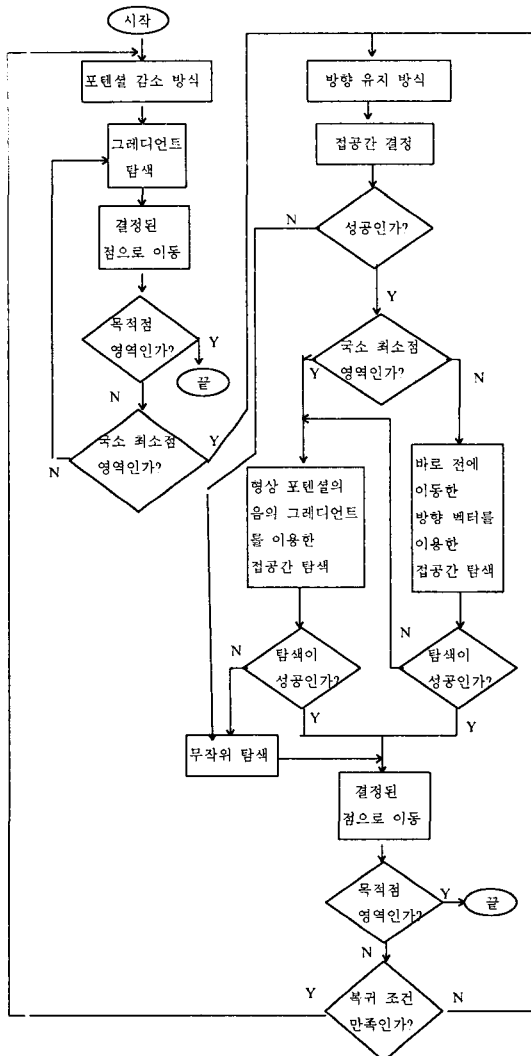 시작
포텐셜 감소 방식
그레디언트
탐색
결정된
점으로 이동
목적점
영역인가?
Y
끝
N
국소 최소점
영역인가?
N
Y
방향 유지 방식
접공간 결정
성공인가?
N
Y
국소 최소점
영역인가?
Y
N
형상 포텐셜의
음의 그레디언트
를 이용한
접공간 탐색
바로 전에
이동한
방향 벡터를
이용한
접공간 탐색
탐색이
성공인가?
N
Y
탐색이
성공인가?
N
Y
무작위 탐색
결정된
점으로 이동
목적점
영역인가?
Y
끝
N
복귀 조건
만족인가?
Y
N